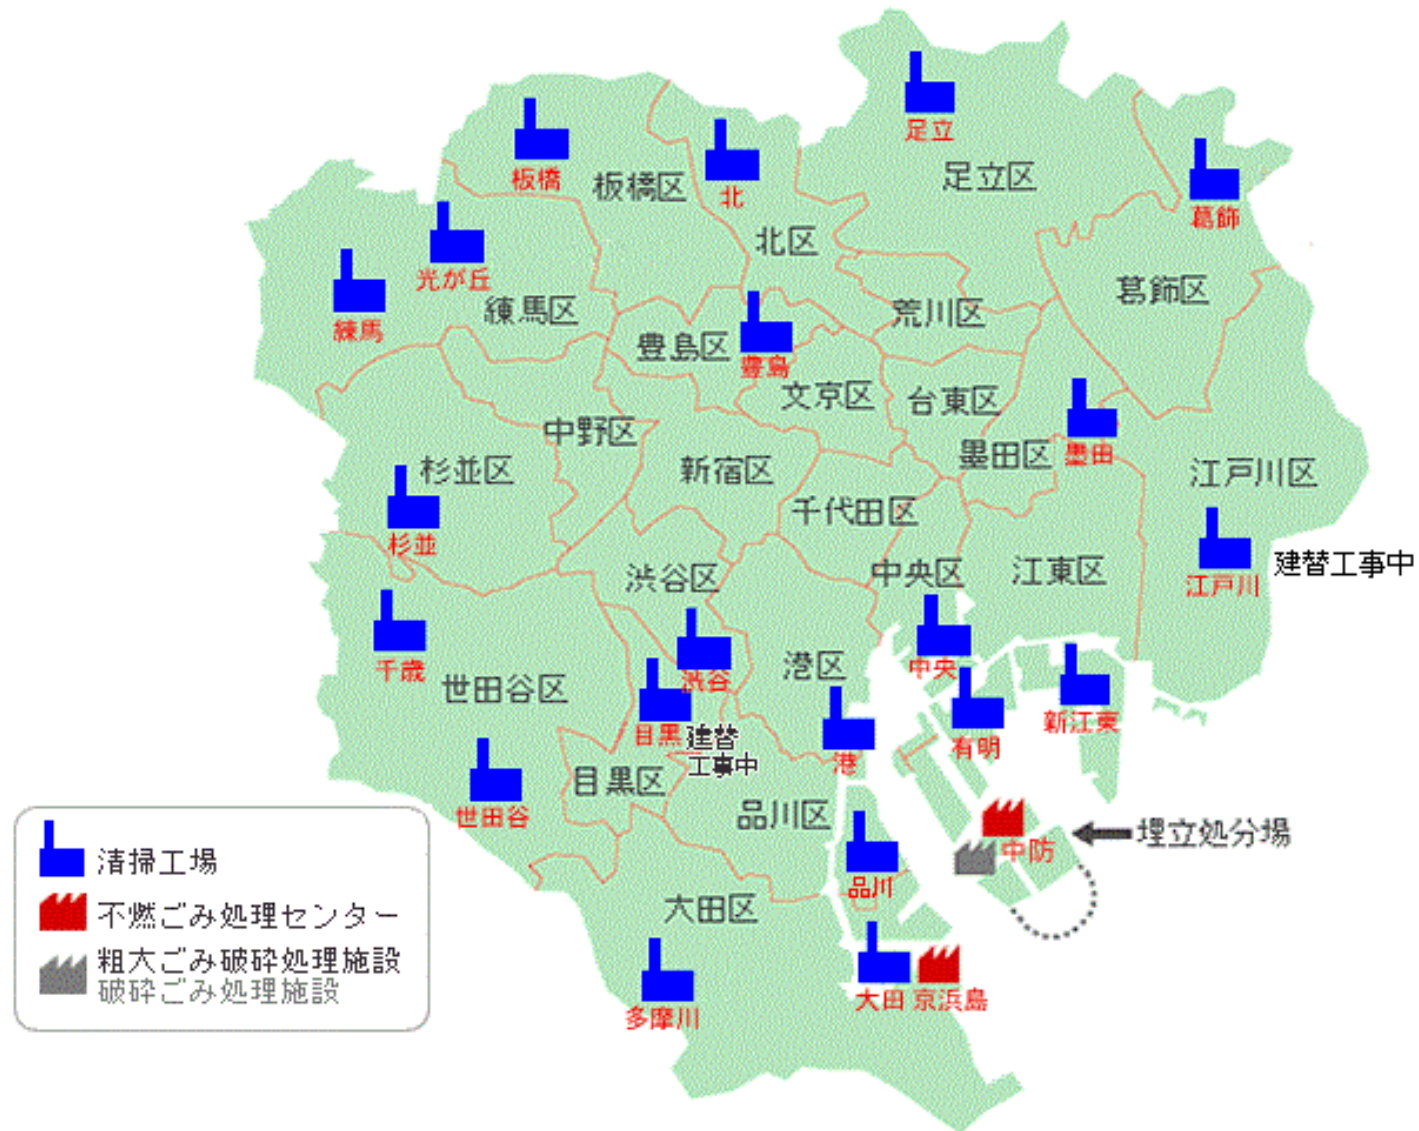 足立
板橋
板橋区
北
足立区
葛飾
北区
光が丘
練馬
練馬区
葛飾区
荒川区
豊島区
豊島
文京区
台東区
中野区
墨田区
墨田
杉並区
新宿区
江戸川区
千代田区
杉並
渋谷区
中央区
江東区
江戸川
建替工事中
千歳
世田谷区
渋谷
港区
中央
新江東
目黒
建替
工事中
港
有明
目黒区
世田谷
品川区
中防
埋立処分場
品川
大田区
多摩川
大田
京浜島
清掃工場
不燃ごみ処理センター
粗大ごみ破砕処理施設
破砕ごみ処理施設